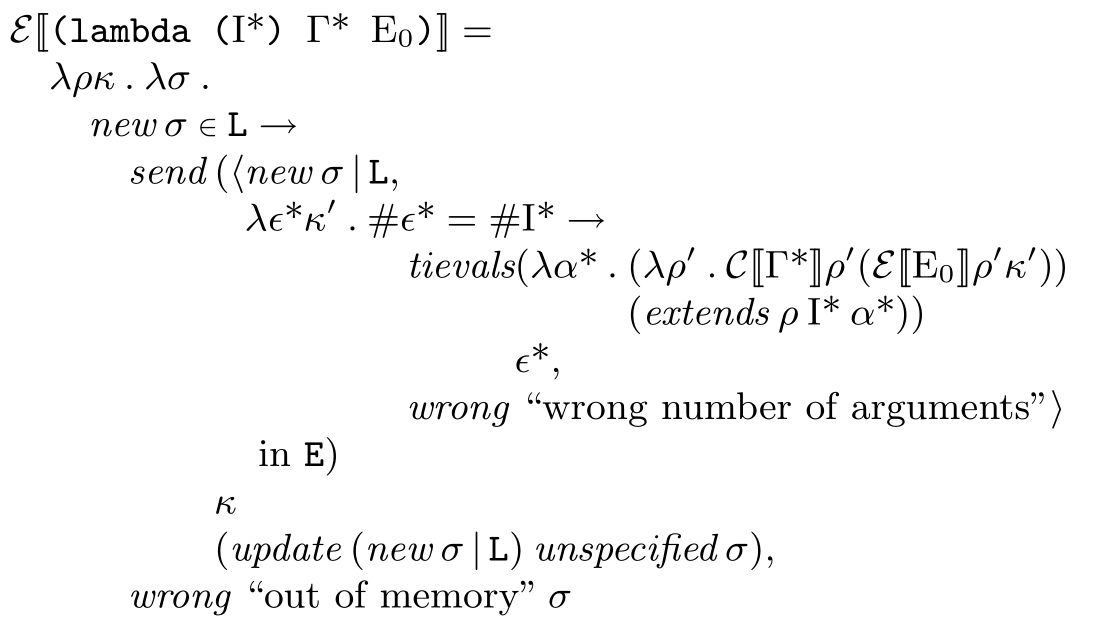 ℰ⟦(lambda (I*) Γ* E₀)⟧ =
λρκ . λσ .
new σ ∈ L →
send (⟨new σ | L,
λϵ*κ′ . #ϵ* = #I* →
tievals(λα* . (λρ′ . 𝒞⟦Γ*⟧ρ′(ℰ⟦E₀⟧ρ′κ′))
(extends ρ I* α*))
ϵ*,
wrong “wrong number of arguments”⟩
in E)
κ
(update (new σ | L) unspecified σ),
wrong “out of memory” σ